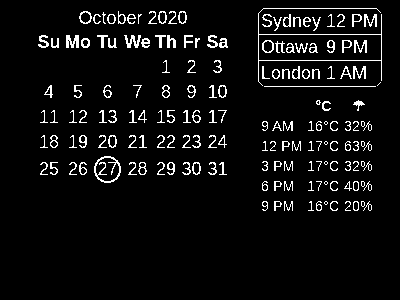 October 2020
Su Mo Tu We Th Fr Sa
1 2 3
4 5 6 7 8 9 10
11 12 13 14 15 16 17
18 19 20 21 22 23 24
25 26 27 28 29 30 31
Sydney 12 PM
Ottawa 9 PM
London 1 AM
°C ☂
9 AM 16°C 32%
12 PM 17°C 63%
3 PM 17°C 32%
6 PM 17°C 40%
9 PM 16°C 20%